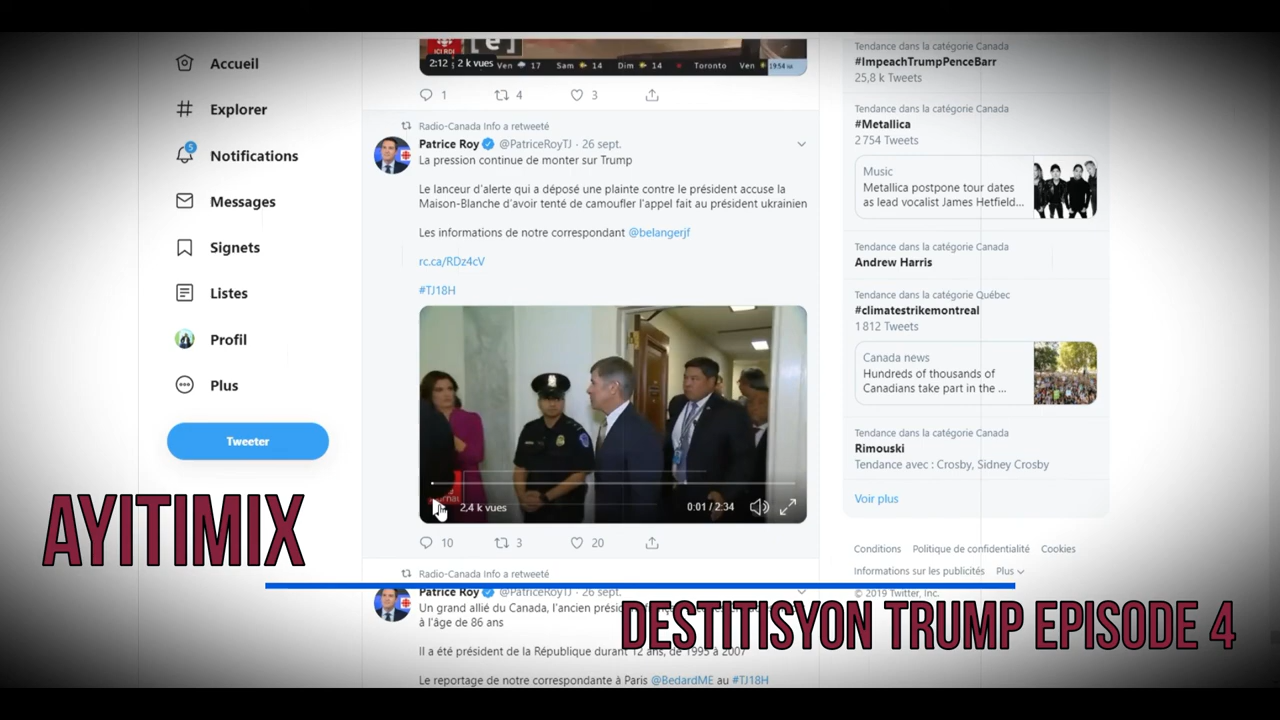 Accueil
Explorer
5
Notifications
Messages
Signets
Listes
Profil
Plus
Tweeter
ICI RDI
[e]
2:12 2 k vues
Ven 17 Sam 14 Dim 14 Toronto Ven 19:54
1 4 3
Radio-Canada Info a retweeté
Patrice Roy @PatriceRoyTJ · 26 sept.
La pression continue de monter sur Trump
Le lanceur d'alerte qui a déposé une plainte contre le président accuse la
Maison-Blanche d'avoir tenté de camoufler l'appel fait au président ukrainien
Les informations de notre correspondant @belangerjf
rc.ca/RDz4cV
#TJ18H
2,4 k vues
0:01 / 2:34
10 3 20
Radio-Canada Info a retweeté
Patrice Roy @PatriceRoyTJ · 26 sept.
Un grand allié du Canada, l'ancien
à l'âge de 86 ans
Il a été président de la République durant 12 ans, de 1995 à 2007
Le reportage de notre correspondante à Paris @BedardME au #TJ18H
Tendance dans la catégorie Canada
#ImpeachTrumpPenceBarr
25,8 k Tweets
Tendance dans la catégorie Canada
#Metallica
2 754 Tweets
Music
Metallica postpone tour dates
as lead vocalist James Hetfield...
Tendance dans la catégorie Canada
Andrew Harris
Tendance dans la catégorie Québec
#climatestrikemontreal
1 812 Tweets
Canada news
Hundreds of thousands of
Canadians take part in the ...
Tendance dans la catégorie Canada
Rimouski
Tendance avec : Crosby, Sidney Crosby
Voir plus
Conditions Politique de confidentialité Cookies
Informations sur les publicités Plus
© 2019 Twitter, Inc.
AYITIMIX
DESTITISYON TRUMP EPISODE 4